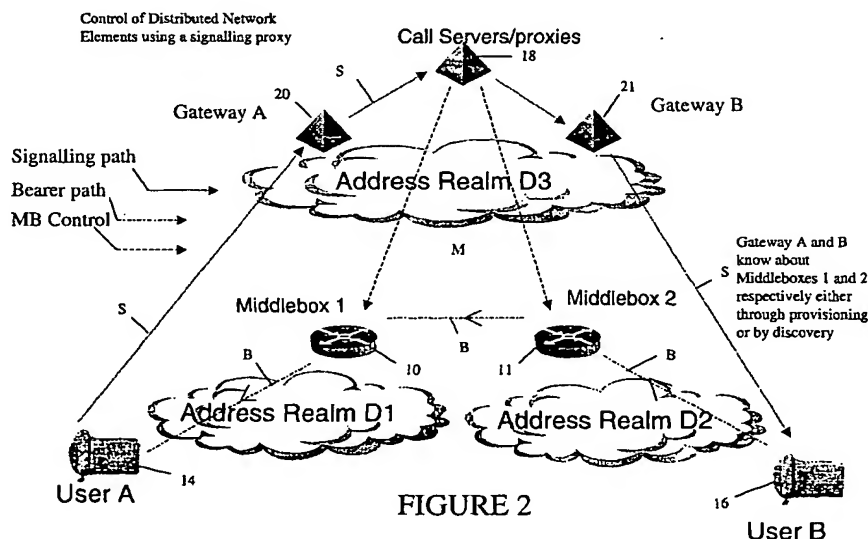 Control of Distributed Network
Elements using a signalling proxy
Call Servers/proxies
18
S
20
21
Gateway A
Gateway B
Signalling path
Address Realm D3
Bearer path
MB Control
M
Gateway A and B
know about
S
Middleboxes 1 and 2
respectively either
through provisioning
or by discovery
Middlebox 1
Middlebox 2
S
B
B
B
10
11
Address Realm D1
Address Realm D2
14
16
User A
FIGURE 2
User B